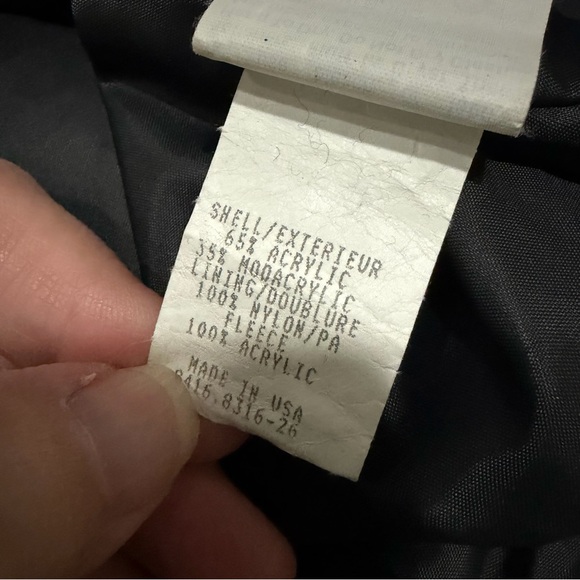 SHELL/EXTERIEUR
65% ACRYLIC
35% MODACRYLIC
LINING/DOUBLURE
100% NYLON/PA
FLEECE
100% ACRYLIC
MADE IN USA
0416,8316-26